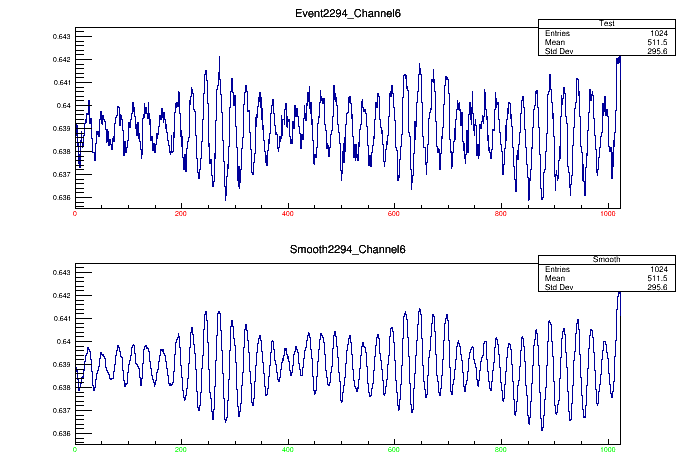 Event2294_Channel6
Test
Entries 1024
Mean 511.5
Std Dev 295.6
0.643
0.642
0.641
0.64
0.639
0.638
0.637
0.636
0 200 400 600 800 1000
Smooth2294_Channel6
Smooth
Entries 1024
Mean 511.5
Std Dev 295.6
0.643
0.642
0.641
0.64
0.639
0.638
0.637
0.636
0 200 400 600 800 1000